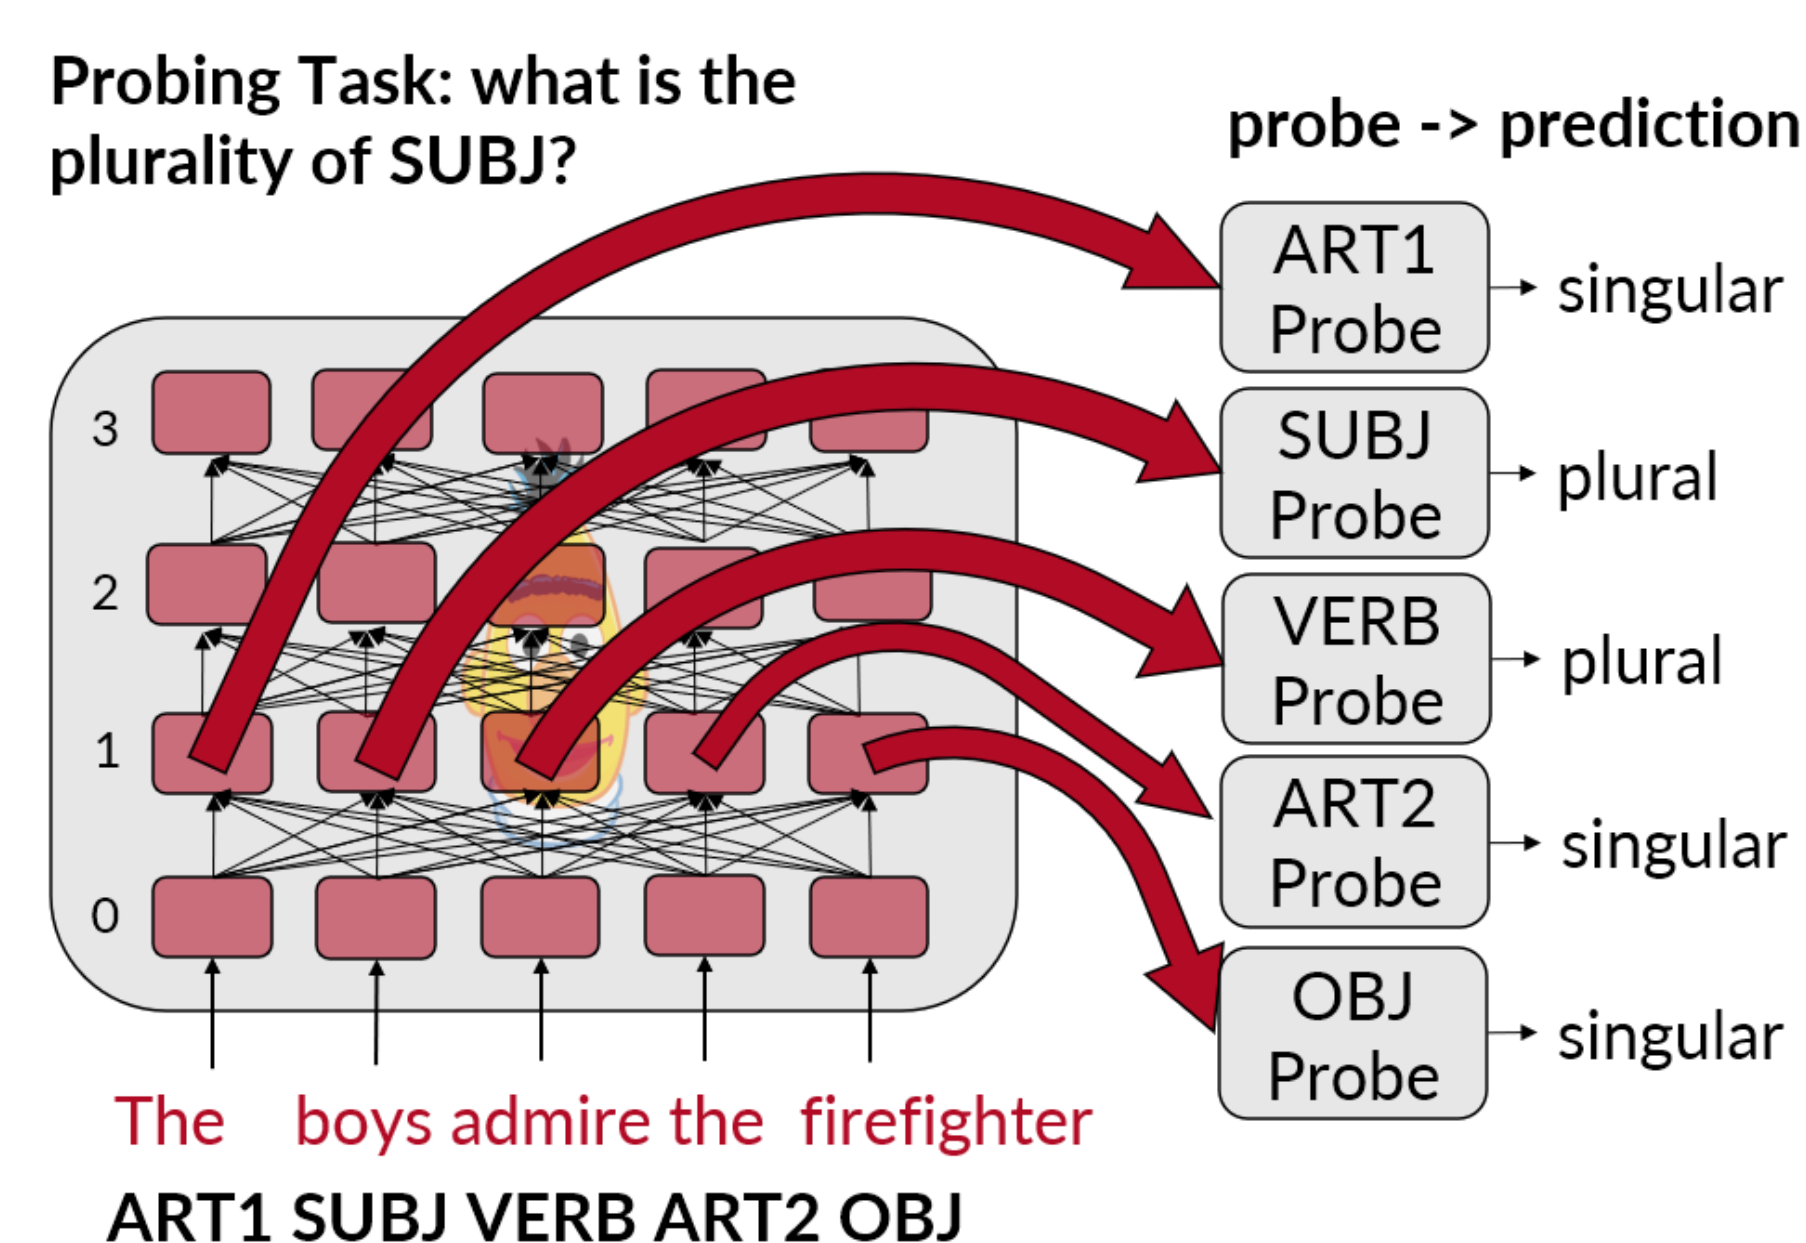 Probing Task: what is the
plurality of SUBJ?
probe -> prediction
ART1
Probe
singular
SUBJ
Probe
plural
VERB
Probe
plural
ART2
Probe
singular
OBJ
Probe
singular
3
2
1
0
The boys admire the firefighter
ART1 SUBJ VERB ART2 OBJ